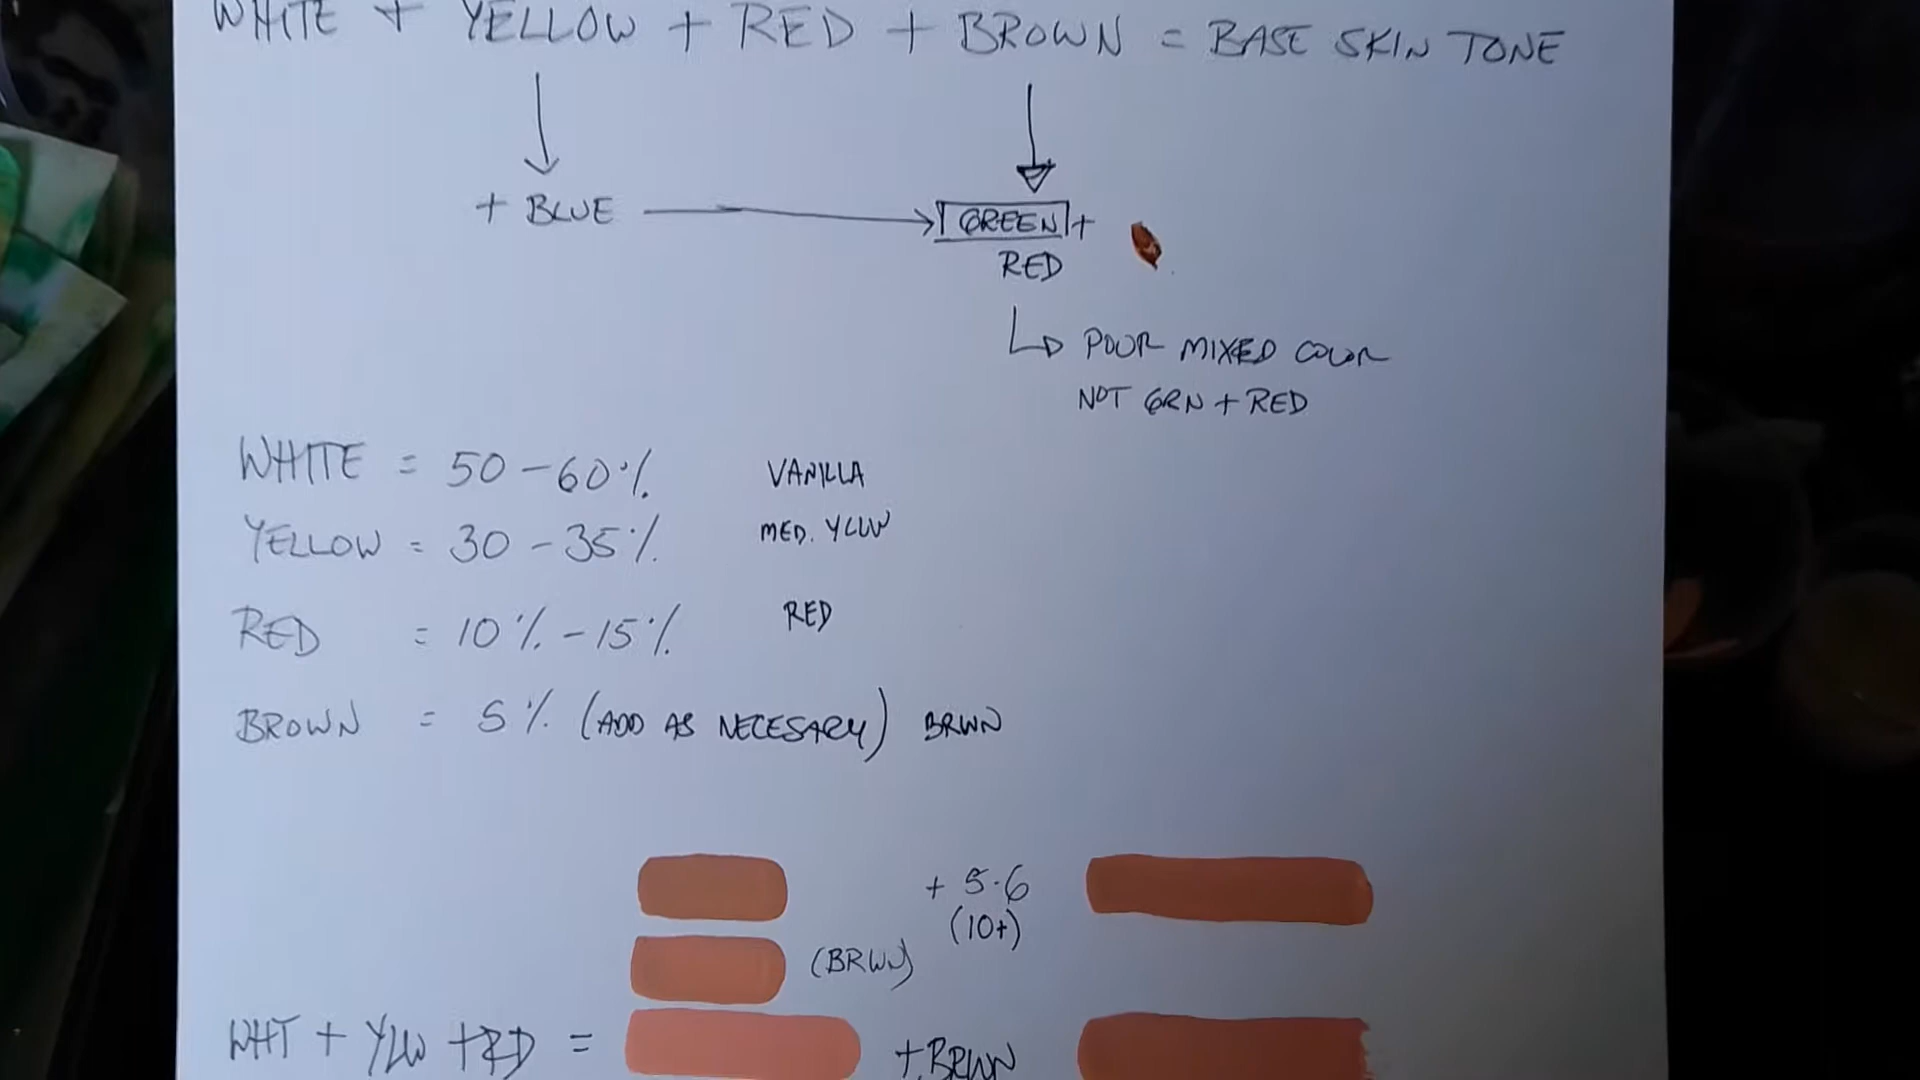 WHITE + YELLOW + RED + BROWN = BASE SKIN TONE
+ BLUE
GREEN +
RED
POUR MIXED COLOR
NOT GRN + RED
WHITE = 50-60% VANILLA
YELLOW = 30-35% MED. YLLW
RED = 10%-15% RED
BROWN = 5% (ADD AS NECESARY) BRWN
+ 5-6
(10+)
(BRWN)
WHT + YLW + RD =
+ BRWN